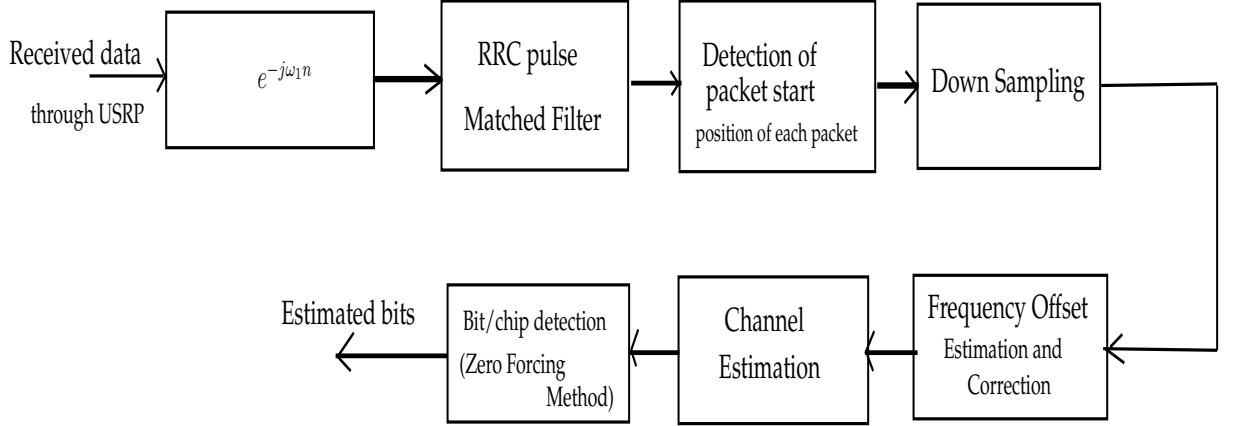 Received data
through USRP
e^{-jω₁n}
RRC pulse
Matched Filter
Detection of
packet start
position of each packet
Down Sampling
Frequency Offset
Estimation and
Correction
Channel
Estimation
Bit/chip detection
(Zero Forcing
Method)
Estimated bits